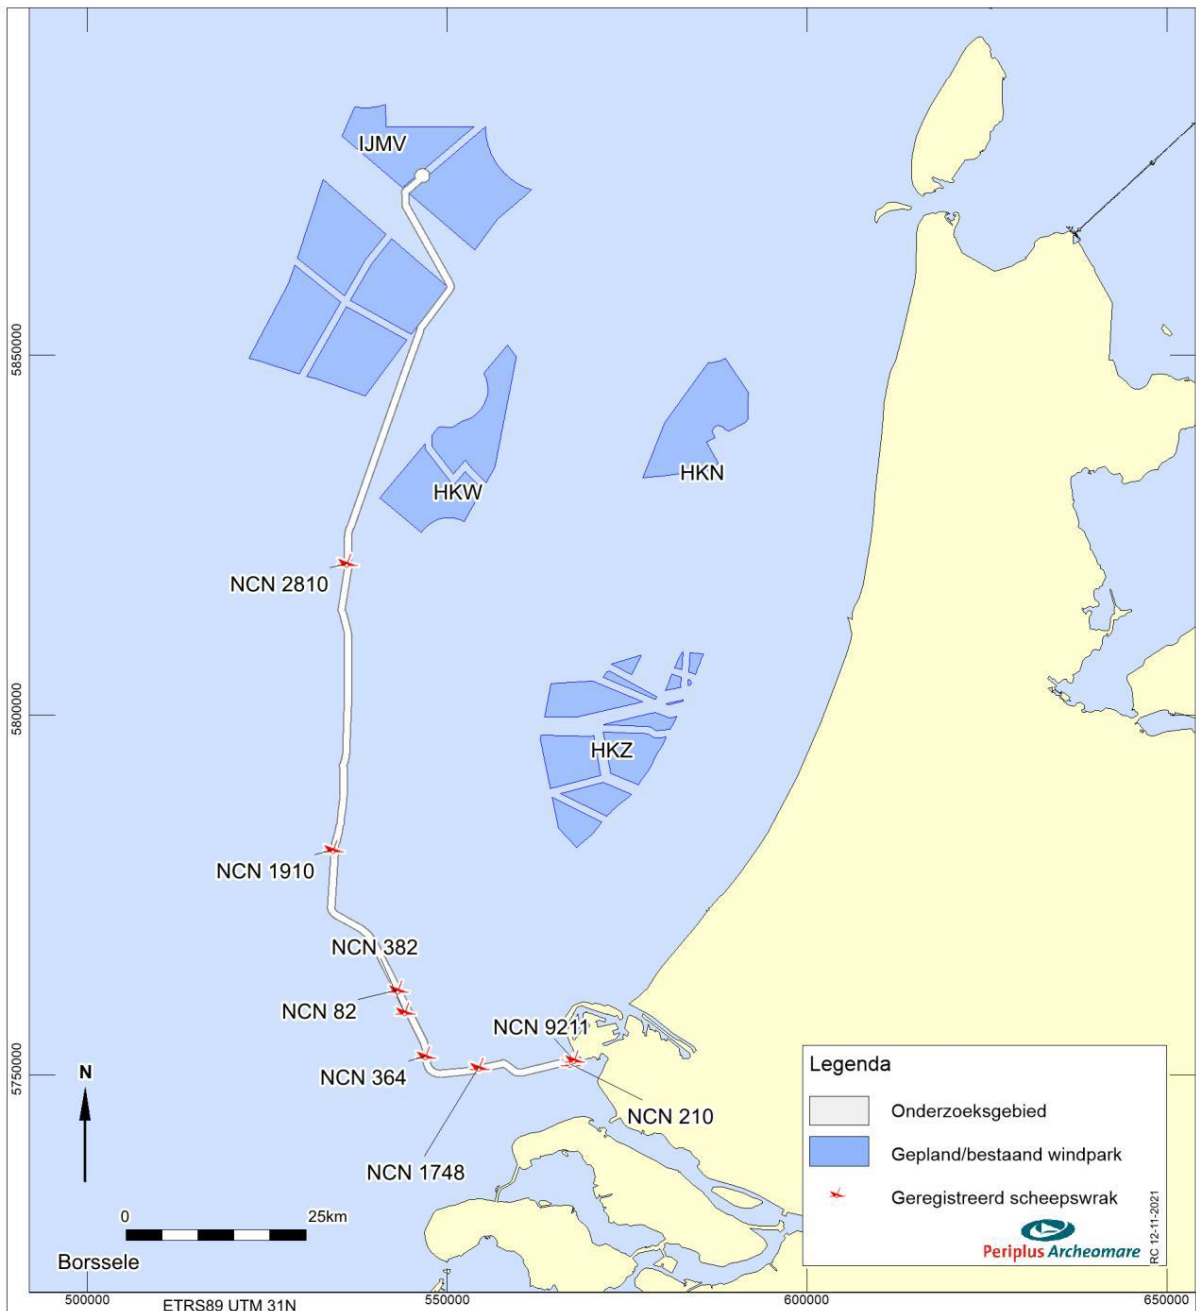 IJMV
5850000
HKN
HKW
NCN 2810
5800000
HKZ
NCN 1910
NCN 382
NCN 82
NCN 9211
5750000
NCN 364
NCN 210
NCN 1748
N
0 25km
Borssele
Legenda
Onderzoeksgebied
Gepland/bestaand windpark
Geregistreerd scheepswrak
Periplus Archeomare
RC 12-11-2021
500000 550000 600000 650000
ETRS89 UTM 31N